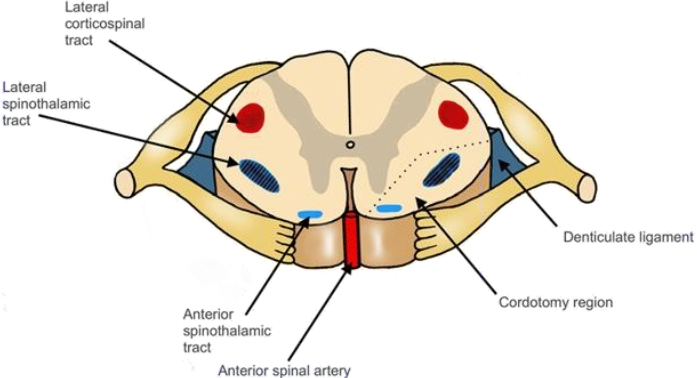 Lateral
corticospinal
tract
Lateral
spinothalamic
tract
Denticulate ligament
Cordotomy region
Anterior
spinothalamic
tract
Anterior spinal artery